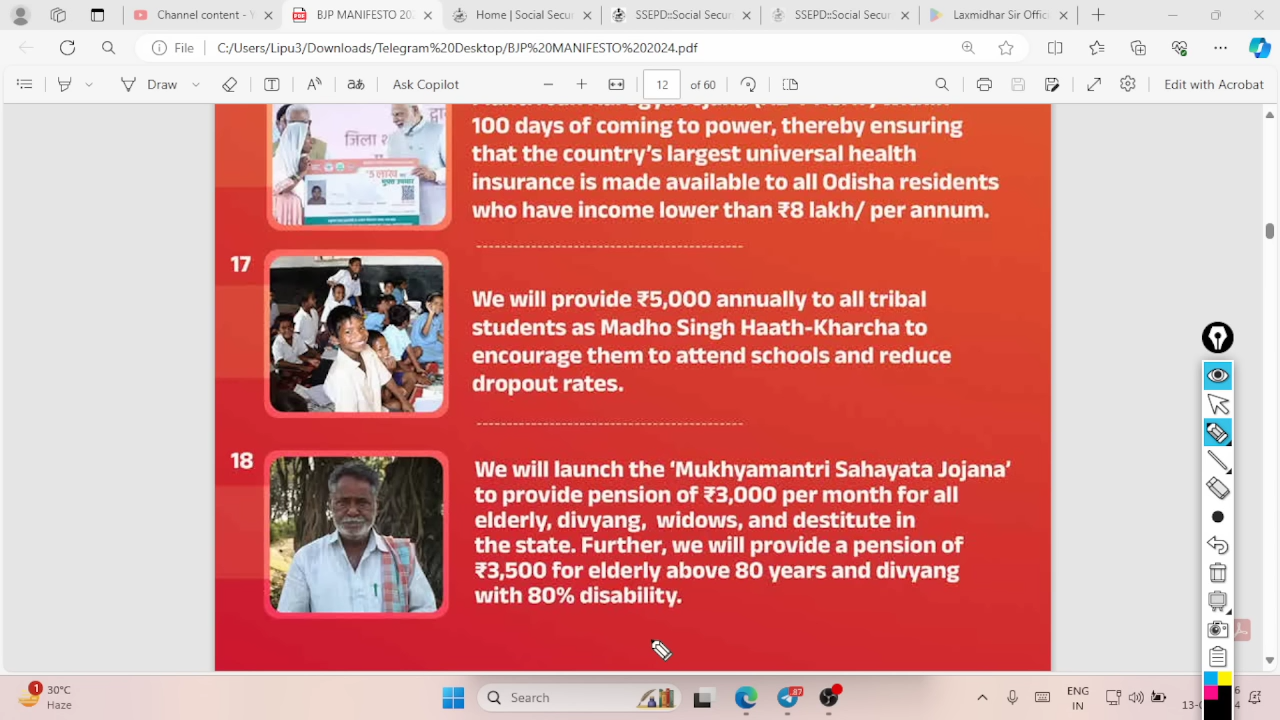 Channel content - Y
BJP MANIFESTO 202
Home | Social Secur
SSEPD::Social Secur
SSEPD::Social Secur
Laxmidhar Sir Offic
File
C:/Users/Lipu3/Downloads/Telegram%20Desktop/BJP%20MANIFESTO%202024.pdf
Draw
Ask Copilot
12
of 60
Edit with Acrobat
100 days of coming to power, thereby ensuring
that the country's largest universal health
insurance is made available to all Odisha residents
who have income lower than ₹8 lakh/ per annum.
जिला
5 लाख
17
We will provide ₹5,000 annually to all tribal
students as Madho Singh Haath-Kharcha to
encourage them to attend schools and reduce
dropout rates.
18
We will launch the ‘Mukhyamantri Sahayata Jojana’
to provide pension of ₹3,000 per month for all
elderly, divyang,  widows, and destitute in
the state. Further, we will provide a pension of
₹3,500 for elderly above 80 years and divyang
with 80% disability.
1
30°C
Haze
Search
87
ENG
IN